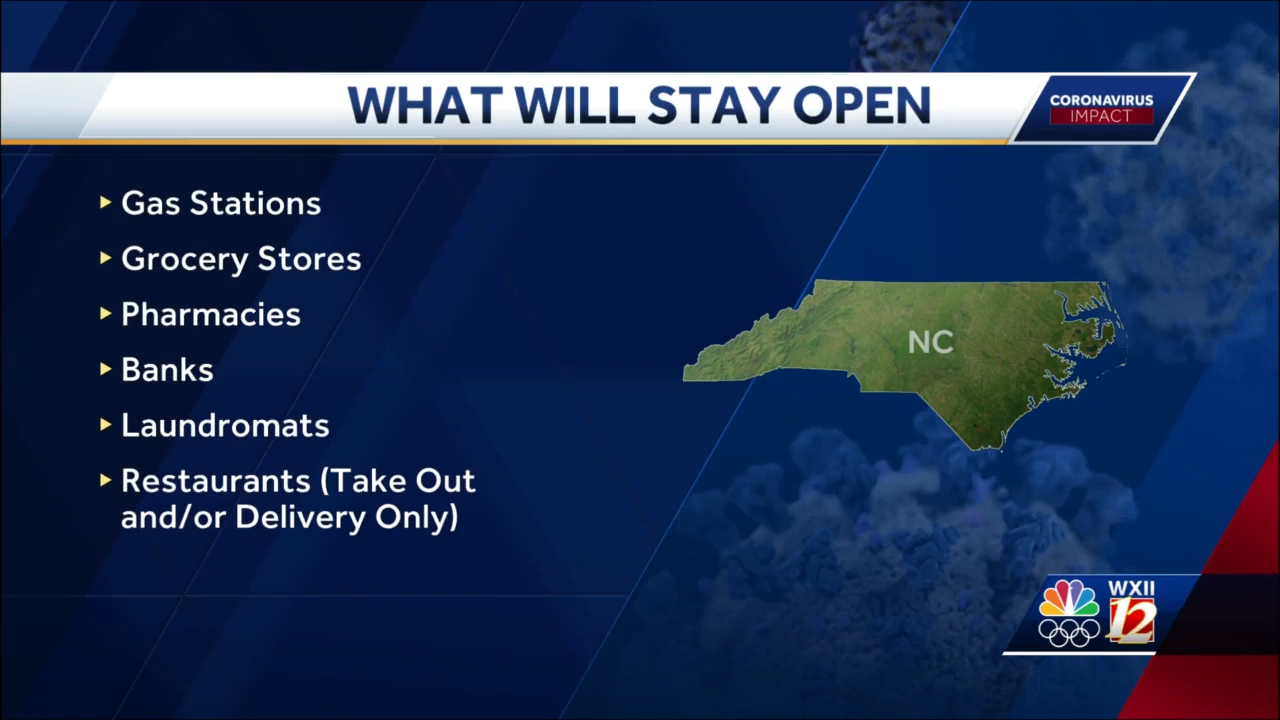 WHAT WILL STAY OPEN
CORONAVIRUS
IMPACT
Gas Stations
Grocery Stores
Pharmacies
Banks
Laundromats
Restaurants (Take Out
and/or Delivery Only)
NC
WXII
12